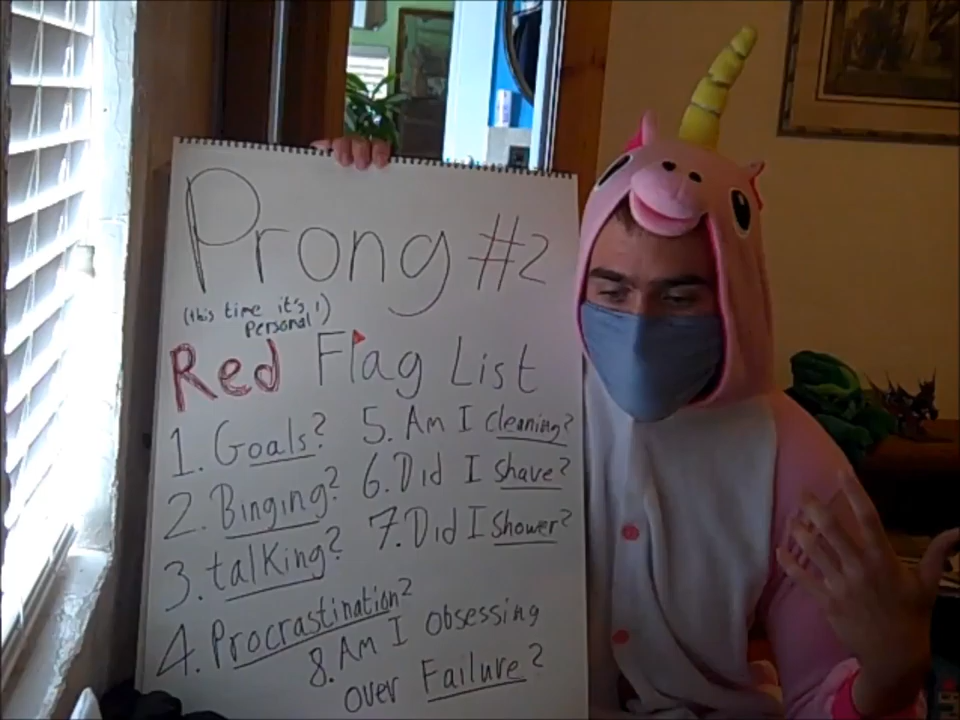 Prong #2
(this time it's
personal!)
Red Flag List
1. Goals?
2. Binging?
3. talking?
4. Procrastination?
5. Am I cleaning?
6. Did I shave?
7. Did I shower?
8. Am I obsessing
over Failure?